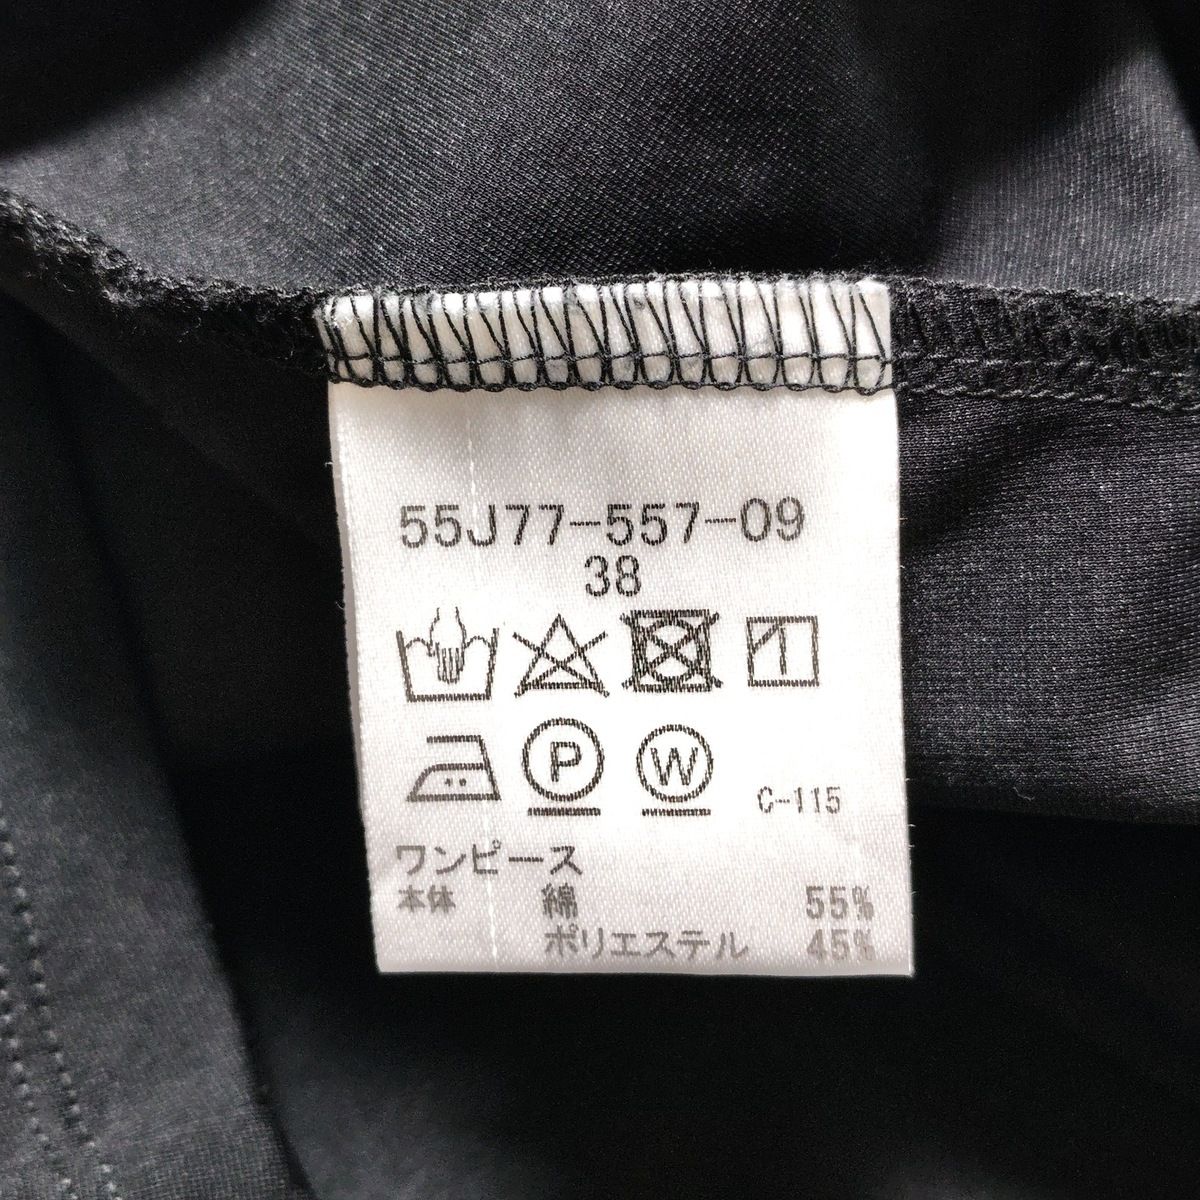 55J77-557-09
38
P W C-115
ワンピース
本体 綿 55%
ポリエステル 45%